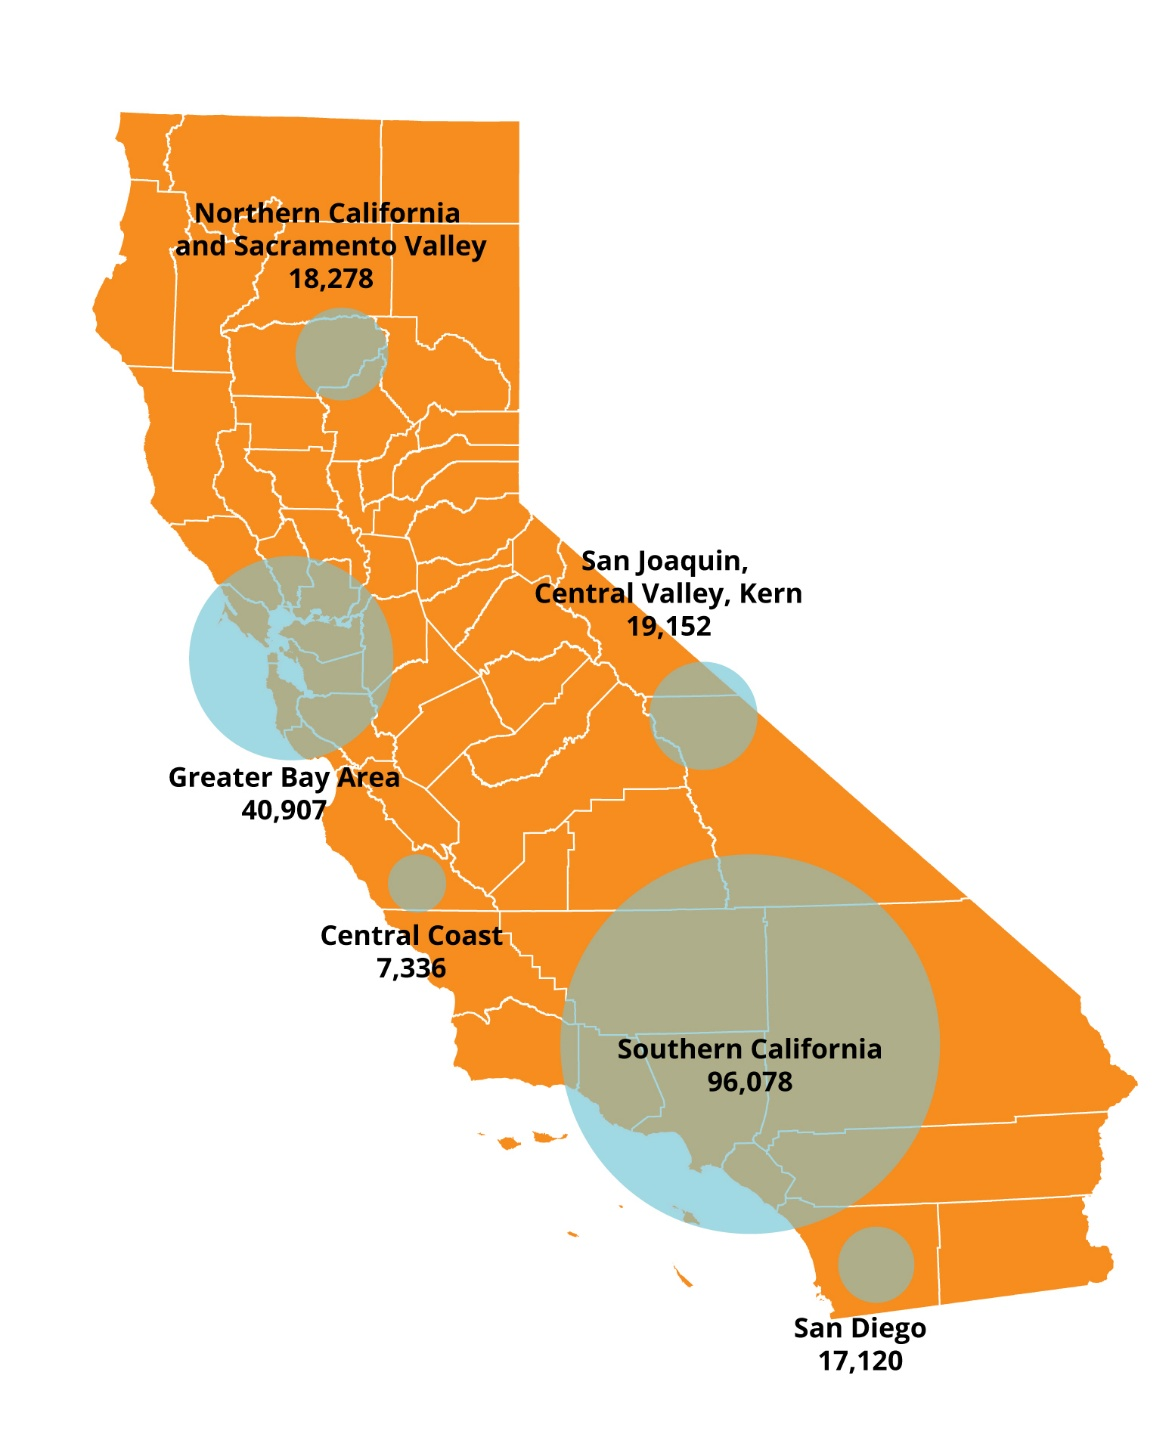 Northern California
and Sacramento Valley
18,278
San Joaquin,
Central Valley, Kern
19,152
Greater Bay Area
40,907
Central Coast
7,336
Southern California
96,078
San Diego
17,120